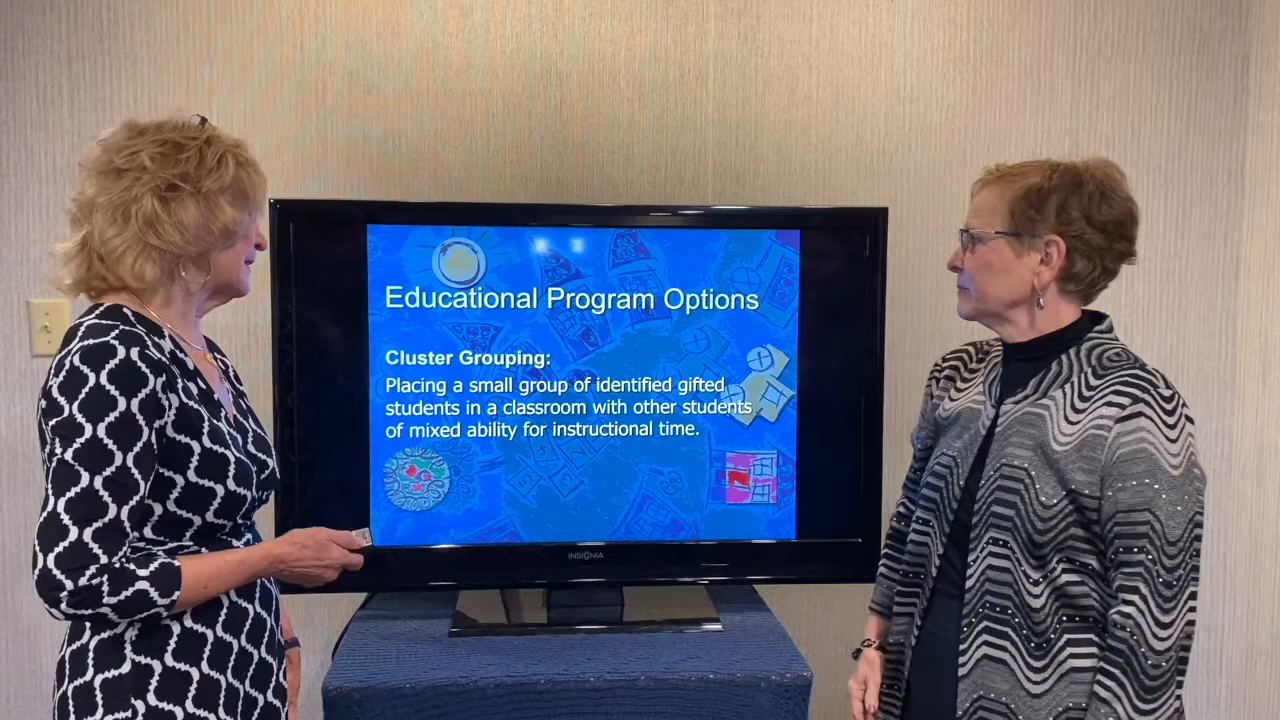 Educational Program Options
Cluster Grouping:
Placing a small group of identified gifted
students in a classroom with other students
of mixed ability for instructional time.
INSIGNIA